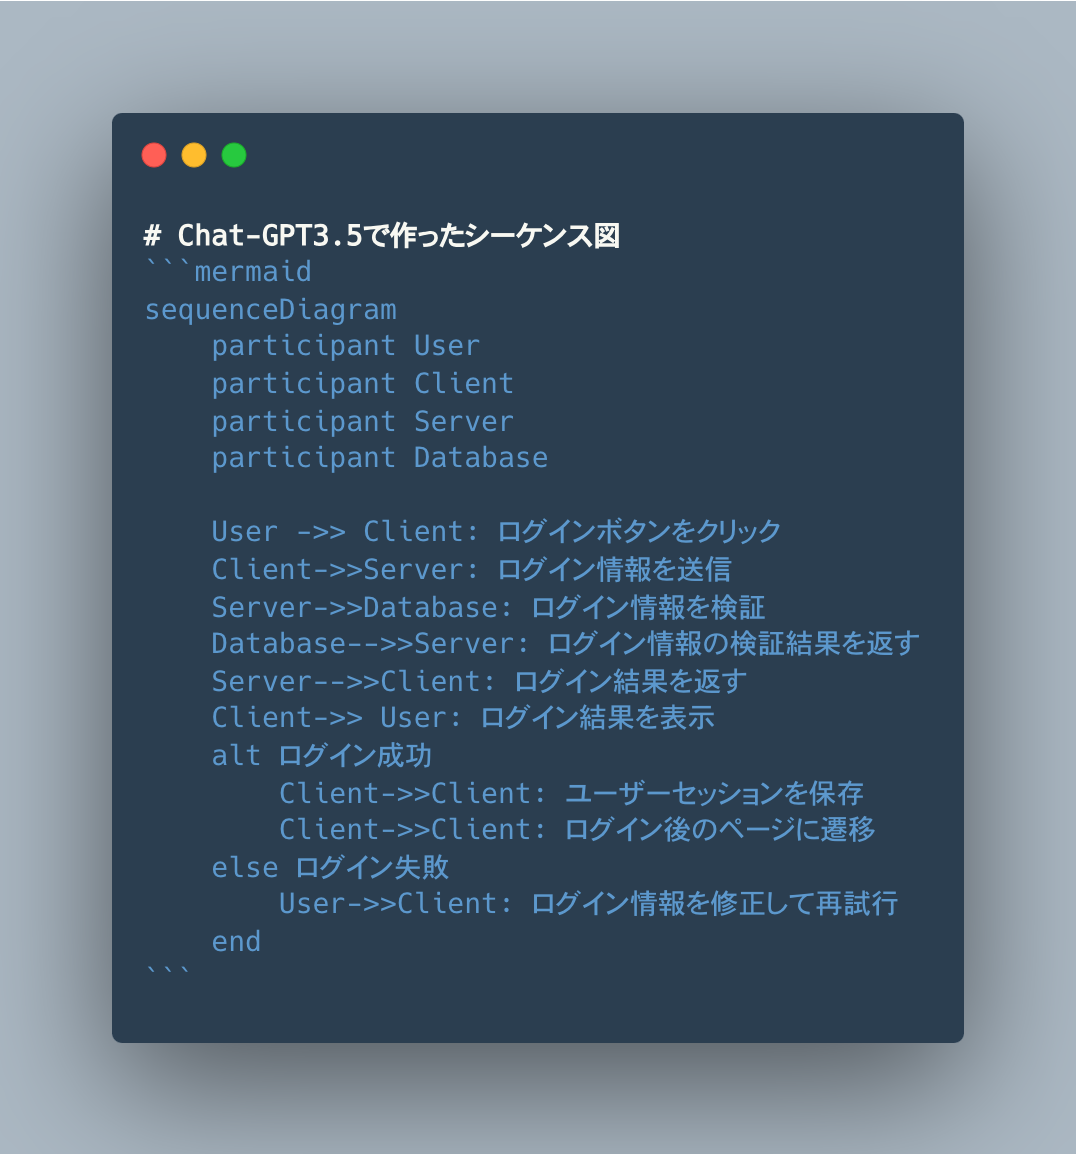 # Chat-GPT3.5で作ったシーケンス図
```mermaid
sequenceDiagram
    participant User
    participant Client
    participant Server
    participant Database

    User ->> Client: ログインボタンをクリック
    Client->>Server: ログイン情報を送信
    Server->>Database: ログイン情報を検証
    Database-->>Server: ログイン情報の検証結果を返す
    Server-->>Client: ログイン結果を返す
    Client->> User: ログイン結果を表示
    alt ログイン成功
        Client->>Client: ユーザーセッションを保存
        Client->>Client: ログイン後のページに遷移
    else ログイン失敗
        User->>Client: ログイン情報を修正して再試行
    end
```